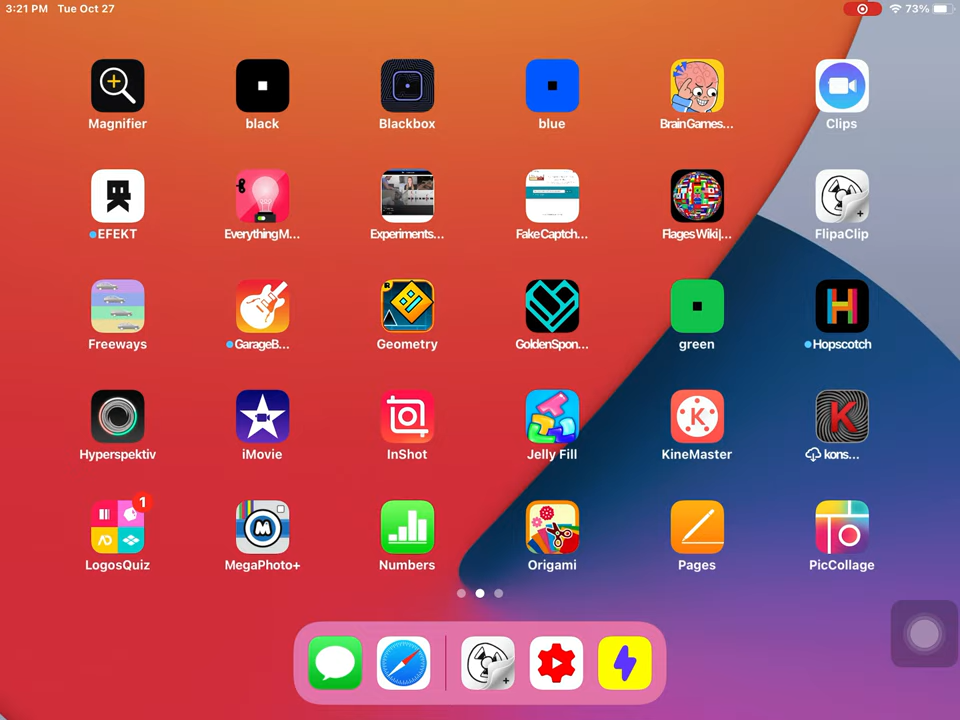 3:21 PM Tue Oct 27 73%
Magnifier black Blackbox blue BrainGames... Clips
EFEKT EverythingM... Experiments... FakeCaptch... FlagesWiki|... FlipaClip
Freeways GarageB... Geometry GoldenSpon... green Hopscotch
Hyperspektiv iMovie InShot Jelly Fill KineMaster kons...
1
LogosQuiz MegaPhoto+ Numbers Origami Pages PicCollage